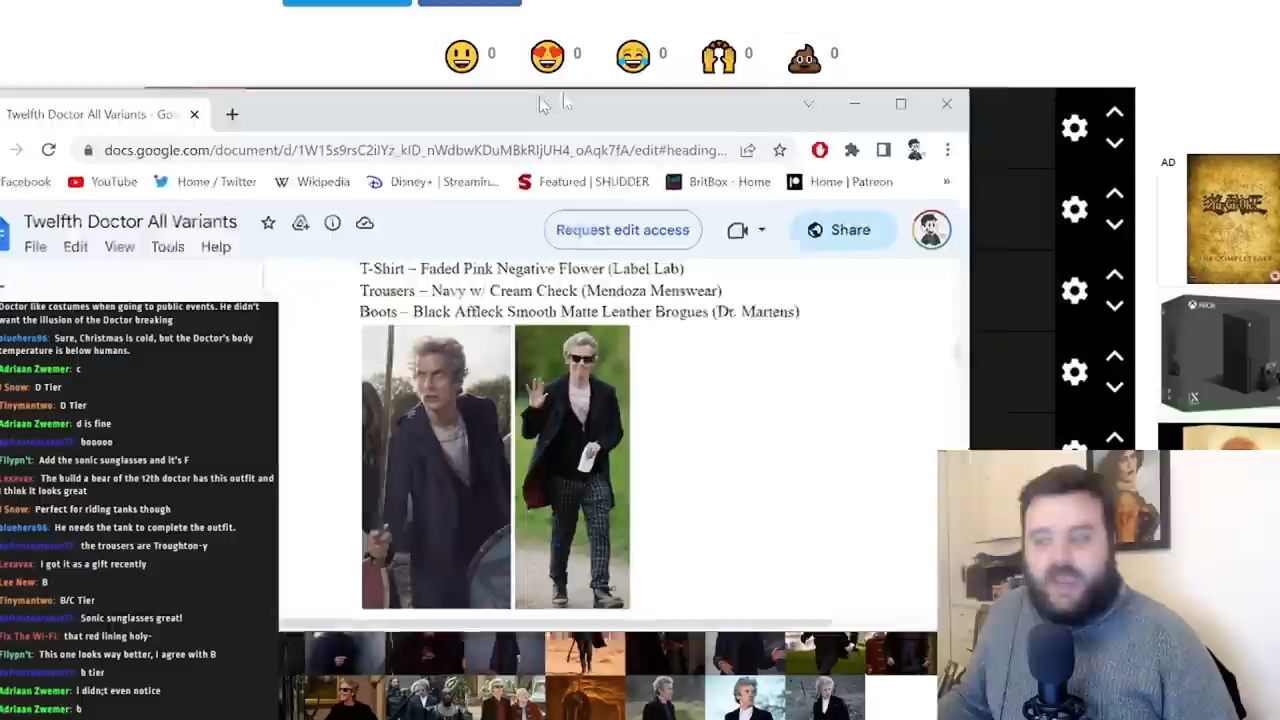 0 0 0 0 0
Twelfth Doctor All Variants - Goo
docs.google.com/document/d/1W15s9rsC2iIYz_kID_nWdbwKDuMBkRIjUH4_oAqk7fA/edit#heading...
Facebook YouTube Home / Twitter Wikipedia Disney+ | Streamin... Featured | SHUDDER BritBox - Home Home | Patreon »
AD
Twelfth Doctor All Variants
Request edit access
Share
File Edit View Tools Help
T-Shirt – Faded Pink Negative Flower (Label Lab)
Trousers – Navy w/ Cream Check (Mendoza Menswear)
Boots – Black Affleck Smooth Matte Leather Brogues (Dr. Martens)
Doctor like costumes when going to public events. He didn't
want the illusion of the Doctor breaking
bluehero96: Sure, Christmas is cold, but the Doctor's body
temperature is below humans.
Adriaan Zwemer: c
J Snow: D Tier
Tinymantwo: D Tier
Adriaan Zwemer: d is fine
booooo
Fllypn't: Add the sonic sunglasses and it's F
Lexavax: The build a bear of the 12th doctor has this outfit and
I think it looks great
J Snow: Perfect for riding tanks though
bluehero96: He needs the tank to complete the outfit.
the trousers are Troughton-y
Lexavax: I got it as a gift recently
Lee New: B
Tinymantwo: B/C Tier
Sonic sunglasses great!
Fix The Wi-Fi: that red lining holy-
Fllypn't: This one looks way better, I agree with B
b tier
Adriaan Zwemer: I didn;t even notice
Adriaan Zwemer: b
XBOX
X